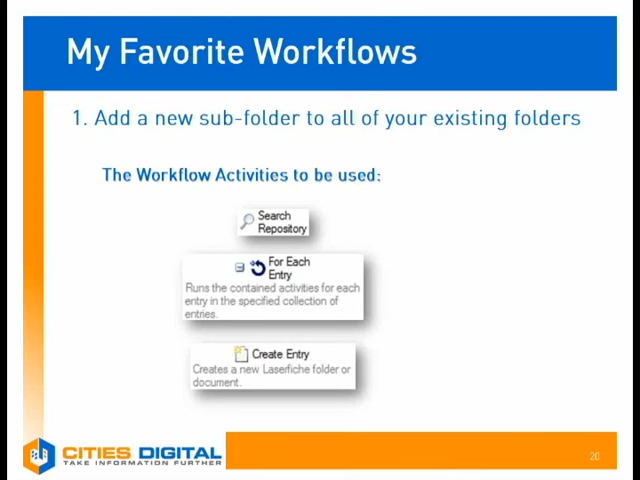 My Favorite Workflows
1. Add a new sub-folder to all of your existing folders
The Workflow Activities to be used:
Search
Repository
For Each
Entry
Runs the contained activities for each
entry in the specified collection of
entries.
Create Entry
Creates a new Laserfiche folder or
document.
CITIES DIGITAL
TAKE INFORMATION FURTHER
20